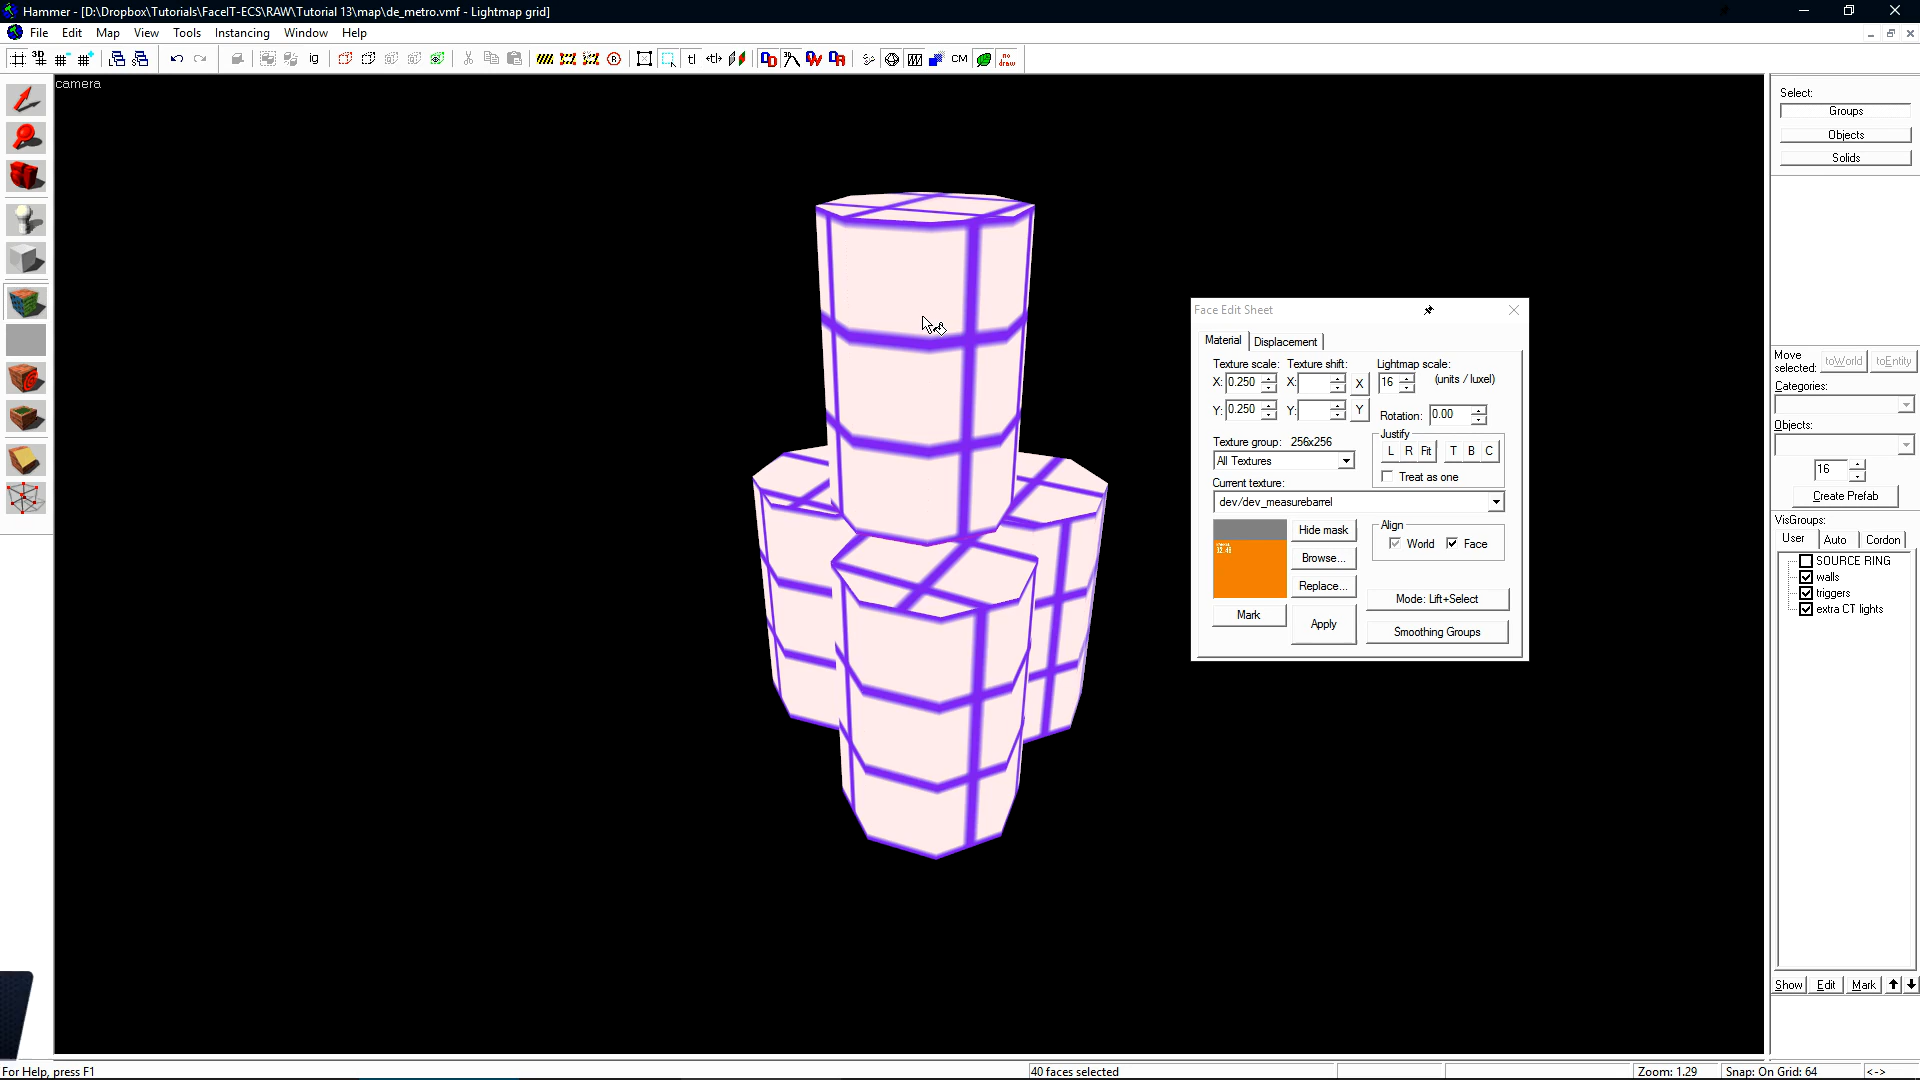 Hammer - [D:\Dropbox\Tutorials\FaceIT-ECS\RAW\Tutorial 13\map\de_metro.vmf - Lightmap grid]
File Edit Map View Tools Instancing Window Help
camera
Select:
Groups
Objects
Solids
Move selected: toWorld toEntity
Categories:
Objects:
16
Create Prefab
VisGroups:
User Auto Cordon
SOURCE RING
walls
triggers
extra CT lights
Show Edit Mark
Face Edit Sheet
Material Displacement
Texture scale: Texture shift: Lightmap scale:
X: 0.250 X: X 16 (units / luxel)
Y: 0.250 Y: Y Rotation: 0.00
Texture group: 256x256 Justify
All Textures L R Fit T B C
Treat as one
Current texture:
dev/dev_measurebarrel
Hide mask Align
World Face
Browse...
Replace... Mode: Lift+Select
Mark Apply Smoothing Groups
For Help, press F1 40 faces selected Zoom: 1.29 Snap: On Grid: 64 <->